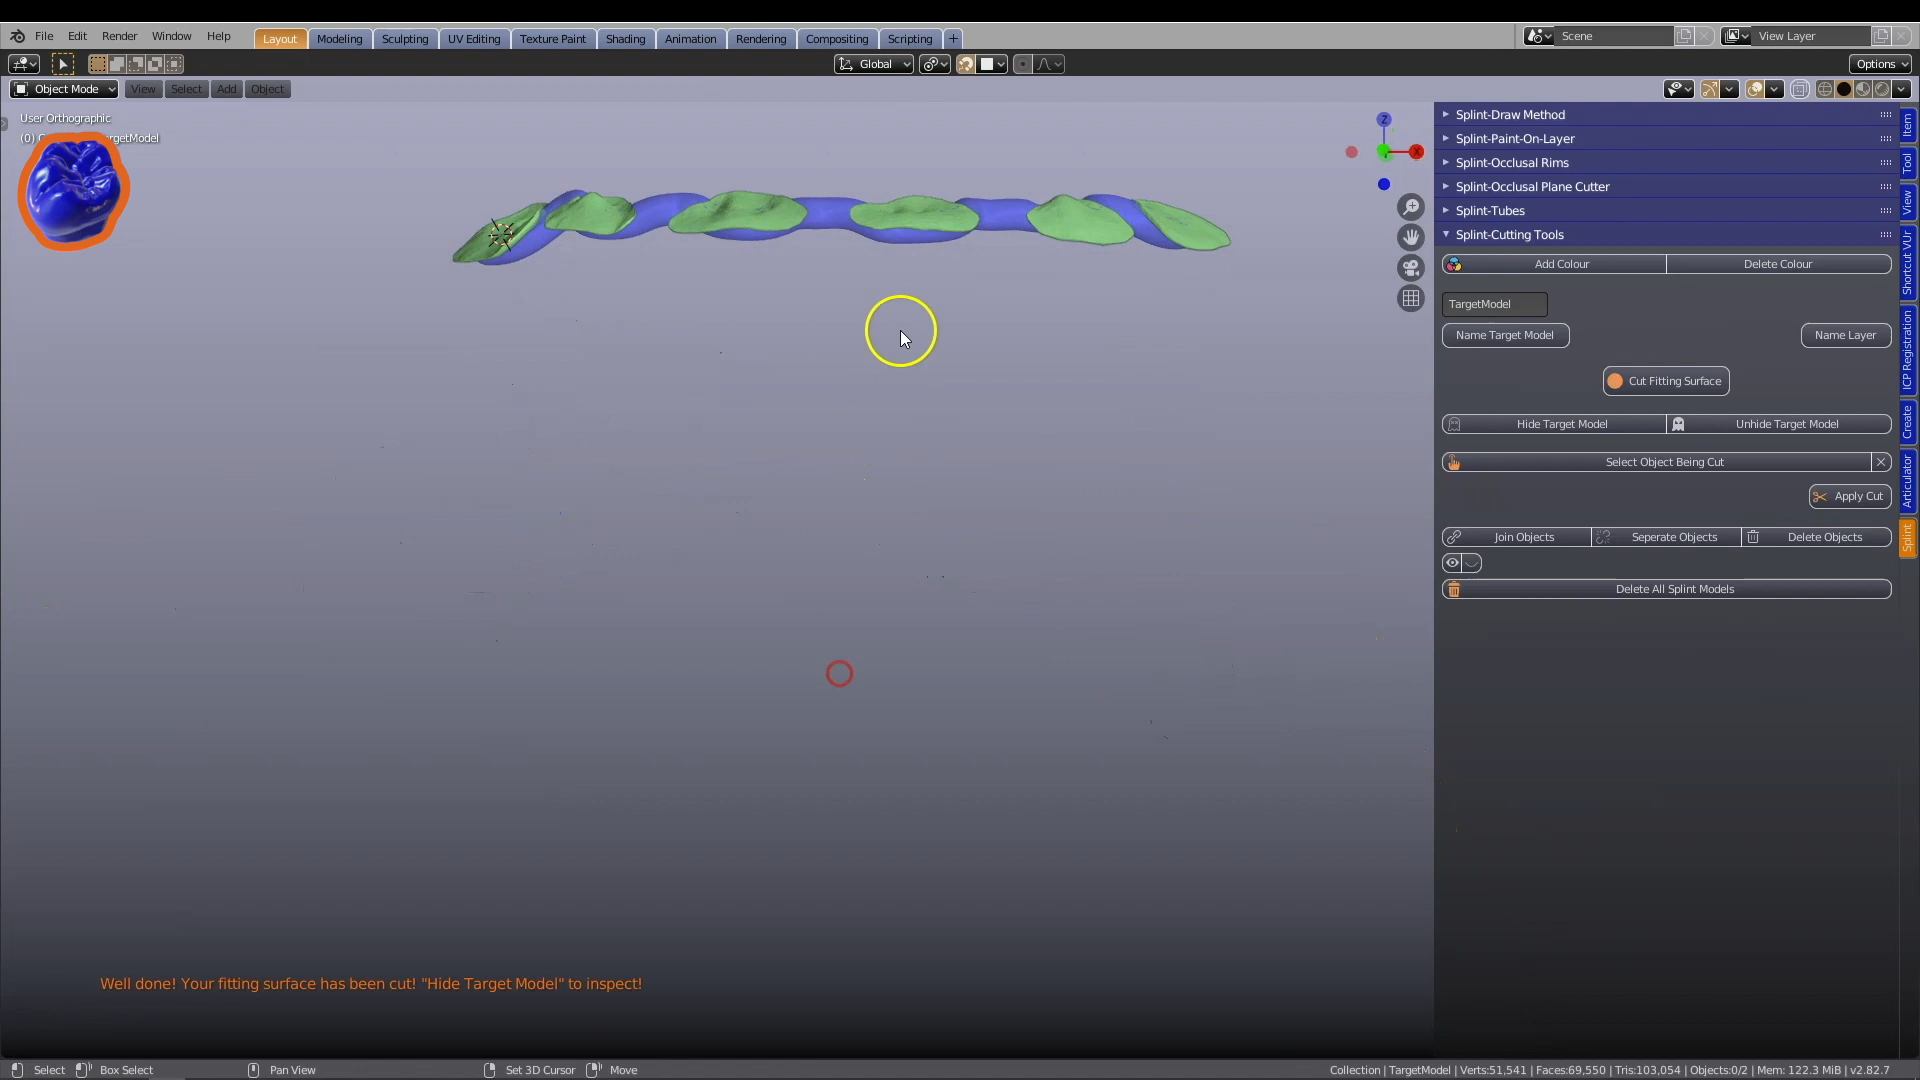 File Edit Render Window Help Layout Modeling Sculpting UV Editing Texture Paint Shading Animation Rendering Compositing Scripting + Scene View Layer
Global Options
Object Mode View Select Add Object
User Orthographic
rgetModel
Z
X
Splint-Draw Method
Splint-Paint-On-Layer
Splint-Occlusal Rims
Splint-Occlusal Plane Cutter
Splint-Tubes
Splint-Cutting Tools
Add Colour Delete Colour
TargetModel
Name Target Model Name Layer
Cut Fitting Surface
Hide Target Model Unhide Target Model
Select Object Being Cut
Apply Cut
Join Objects Seperate Objects Delete Objects
Delete All Splint Models
Item
Tool
View
Shortcut VUr
ICP Registration
Create
Articulator
Splint
Well done! Your fitting surface has been cut! "Hide Target Model" to inspect!
Select Box Select Pan View Set 3D Cursor Move Collection | TargetModel | Verts:51,541 | Faces:69,550 | Tris:103,054 | Objects:0/2 | Mem: 122.3 MiB | v2.82.7